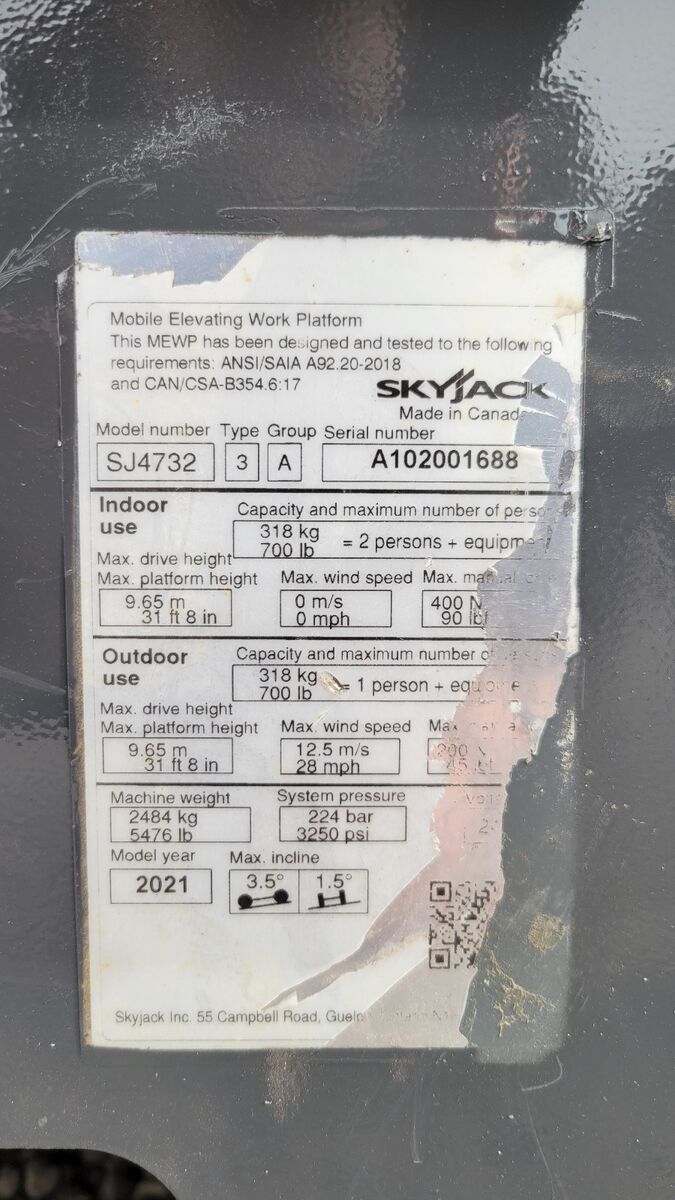 Mobile Elevating Work Platform
This MEWP has been designed and tested to the following
requirements: ANSI/SAIA A92.20-2018
and CAN/CSA-B354.6:17
SKYJACK
Made in Canada
Model number Type Group Serial number
SJ4732 3 A A102001688
Indoor use
Capacity and maximum number of
318 kg
700 lb = 2 persons +
Max. drive height
Max. platform height Max. wind speed Max.
9.65 m 0 m/s 400 N
31 ft 8 in 0 mph 90 lbf
Outdoor use
Capacity and maximum number
318 kg
700 lb = 1 person +
Max. drive height
Max. platform height Max. wind speed
9.65 m 12.5 m/s 200
31 ft 8 in 28 mph 45
Machine weight System pressure
2484 kg 224 bar
5476 lb 3250 psi
Model year Max. incline
2021 3.5° 1.5°
Skyjack Inc. 55 Campbell Road,